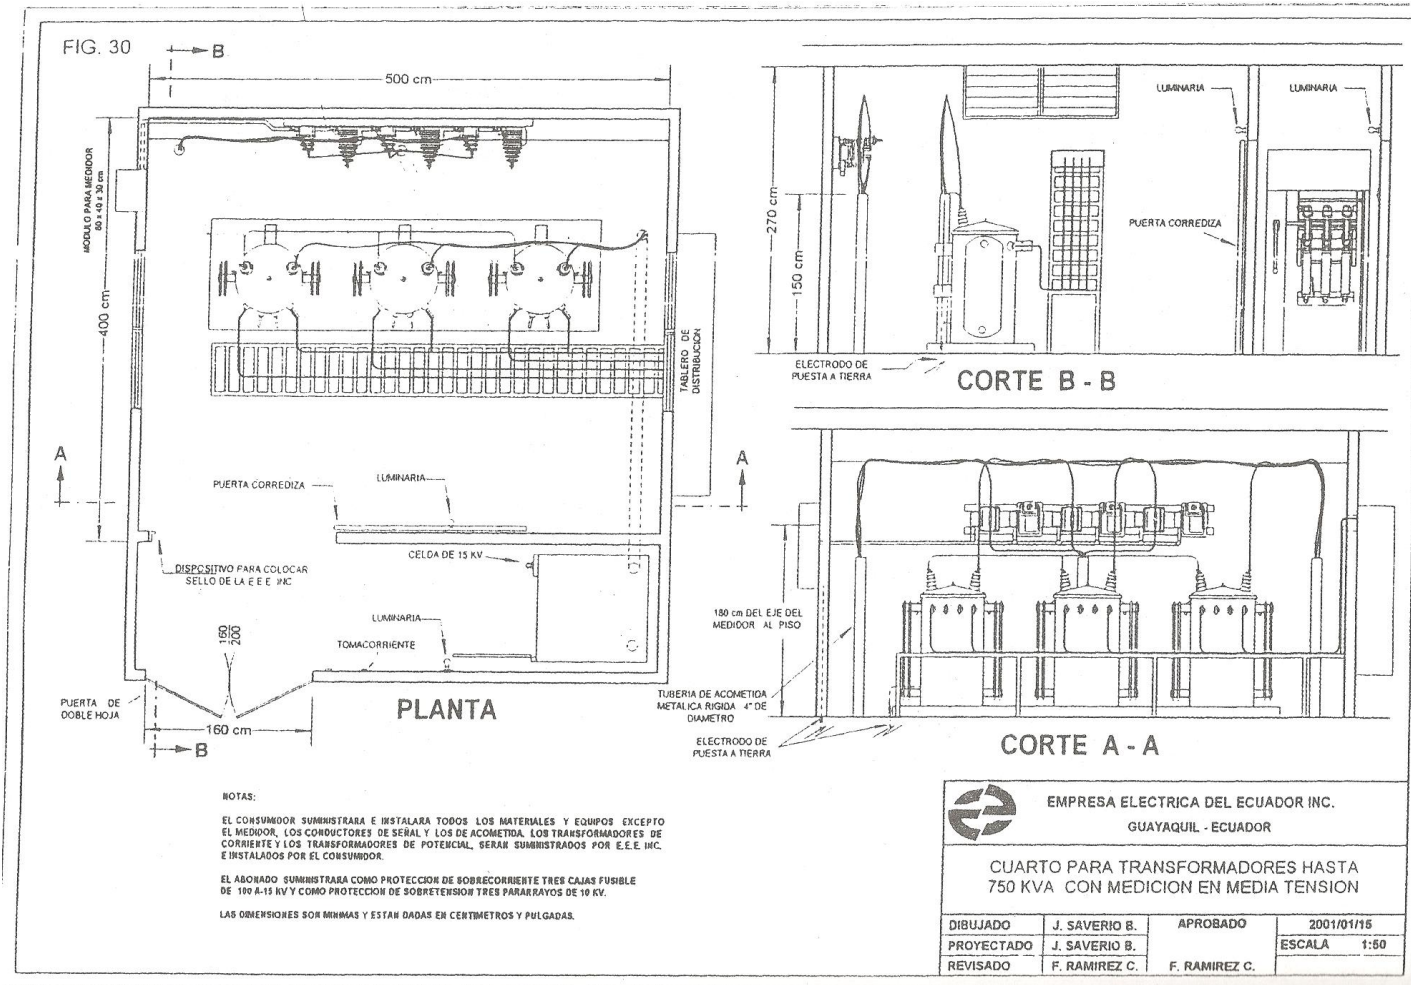 FIG. 30
B
500 cm
MODULO PARA MEDIDOR
60 x 40 x 30 cm
400 cm
TABLERO DE
DISTRIBUCION
A
A
PUERTA CORREDIZA
LUMINARIA
CELDA DE 15 KV
DISPOSITIVO PARA COLOCAR
SELLO DE LA E E E INC
LUMINARIA
TOMACORRIENTE
160
200
PUERTA DE
DOBLE HOJA
160 cm
B
PLANTA
270 cm
150 cm
LUMINARIA
LUMINARIA
PUERTA CORREDIZA
ELECTRODO DE
PUESTA A TIERRA
CORTE B - B
180 cm DEL EJE DEL
MEDIDOR AL PISO
TUBERIA DE ACOMETIDA
METALICA RIGIDA 4" DE
DIAMETRO
ELECTRODO DE
PUESTA A TIERRA
CORTE A - A
NOTAS:
EL CONSUMIDOR SUMINISTRARA E INSTALARA TODOS LOS MATERIALES Y EQUIPOS EXCEPTO
EL MEDIDOR, LOS CONDUCTORES DE SEÑAL Y LOS DE ACOMETIDA. LOS TRANSFORMADORES DE
CORRIENTE Y LOS TRANSFORMADORES DE POTENCIAL, SERAN SUMINISTRADOS POR E.E.E. INC.
E INSTALADOS POR EL CONSUMIDOR.
EL ABONADO SUMINISTRARA COMO PROTECCION DE SOBRECORRIENTE TRES CAJAS FUSIBLE
DE 100 A-15 KV Y COMO PROTECCION DE SOBRETENSION TRES PARARRAYOS DE 10 KV.
LAS DIMENSIONES SON MINIMAS Y ESTAN DADAS EN CENTIMETROS Y PULGADAS.
EMPRESA ELECTRICA DEL ECUADOR INC.
GUAYAQUIL - ECUADOR
CUARTO PARA TRANSFORMADORES HASTA
750 KVA CON MEDICION EN MEDIA TENSION
DIBUJADO J. SAVERIO B. APROBADO 2001/01/15
PROYECTADO J. SAVERIO B. ESCALA 1:50
REVISADO F. RAMIREZ C. F. RAMIREZ C.